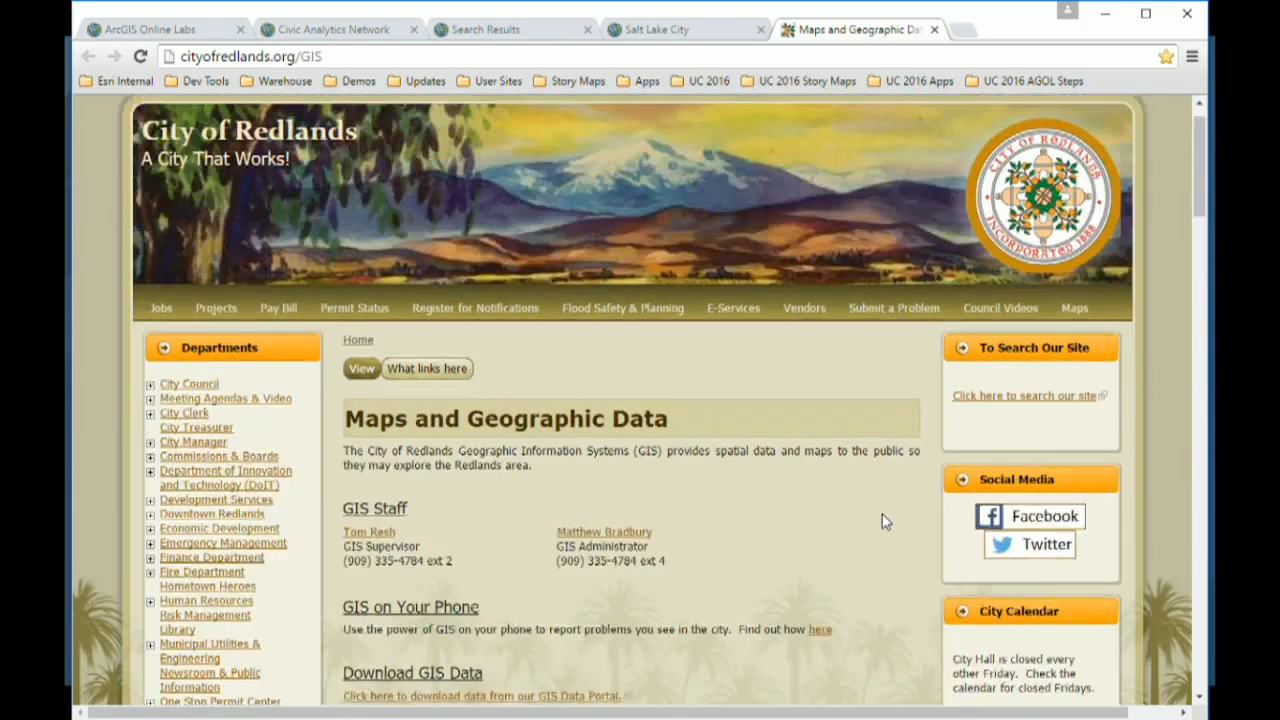 ArcGIS Online Labs
Civic Analytics Network
Search Results
Salt Lake City
Maps and Geographic Dat
cityofredlands.org/GIS
Esri Internal
Dev Tools
Warehouse
Demos
Updates
User Sites
Story Maps
Apps
UC 2016
UC 2016 Story Maps
UC 2016 Apps
UC 2016 AGOL Steps
City of Redlands
A City That Works!
CITY OF REDLANDS
INCORPORATED 1888
Jobs
Projects
Pay Bill
Permit Status
Register for Notifications
Flood Safety & Planning
E-Services
Vendors
Submit a Problem
Council Videos
Maps
Departments
City Council
Meeting Agendas & Video
City Clerk
City Treasurer
City Manager
Commissions & Boards
Department of Innovation
and Technology (DoIT)
Development Services
Downtown Redlands
Economic Development
Emergency Management
Finance Department
Fire Department
Hometown Heroes
Human Resources
Risk Management
Library
Municipal Utilities &
Engineering
Newsroom & Public
Information
One Stop Permit Center
Home
View
What links here
Maps and Geographic Data
The City of Redlands Geographic Information Systems (GIS) provides spatial data and maps to the public so
they may explore the Redlands area.
GIS Staff
Tom Resh
GIS Supervisor
(909) 335-4784 ext 2
Matthew Bradbury
GIS Administrator
(909) 335-4784 ext 4
GIS on Your Phone
Use the power of GIS on your phone to report problems you see in the city. Find out how here
Download GIS Data
Click here to download data from our GIS Data Portal.
To Search Our Site
Click here to search our site
Social Media
Facebook
Twitter
City Calendar
City Hall is closed every
other Friday. Check the
calendar for closed Fridays.